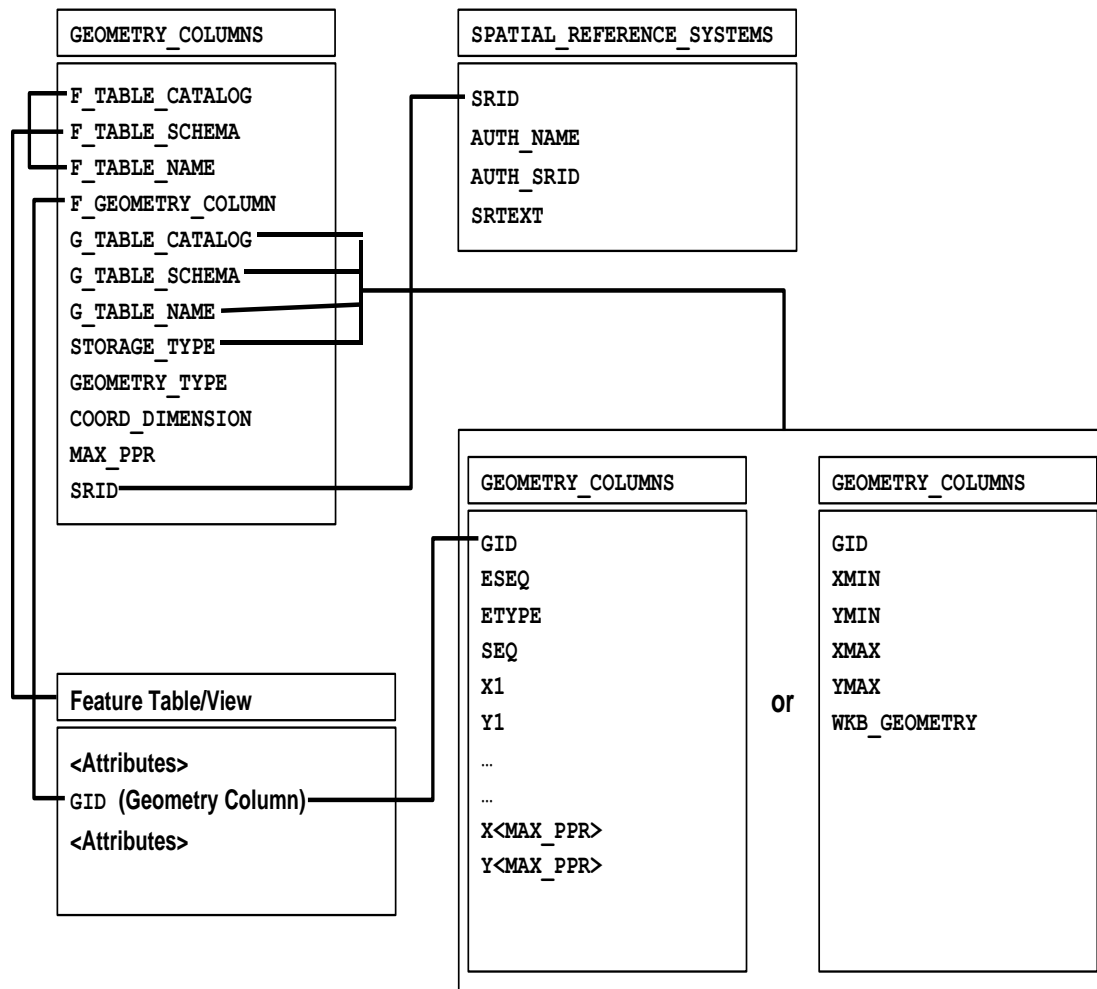 GEOMETRY_COLUMNS
F_TABLE_CATALOG
F_TABLE_SCHEMA
F_TABLE_NAME
F_GEOMETRY_COLUMN
G_TABLE_CATALOG
G_TABLE_SCHEMA
G_TABLE_NAME
STORAGE_TYPE
GEOMETRY_TYPE
COORD_DIMENSION
MAX_PPR
SRID
SPATIAL_REFERENCE_SYSTEMS
SRID
AUTH_NAME
AUTH_SRID
SRTEXT
Feature Table/View
<Attributes>
GID (Geometry Column)
<Attributes>
GEOMETRY_COLUMNS
GID
ESEQ
ETYPE
SEQ
X1
Y1
…
…
X<MAX_PPR>
Y<MAX_PPR>
or
GEOMETRY_COLUMNS
GID
XMIN
YMIN
XMAX
YMAX
WKB_GEOMETRY